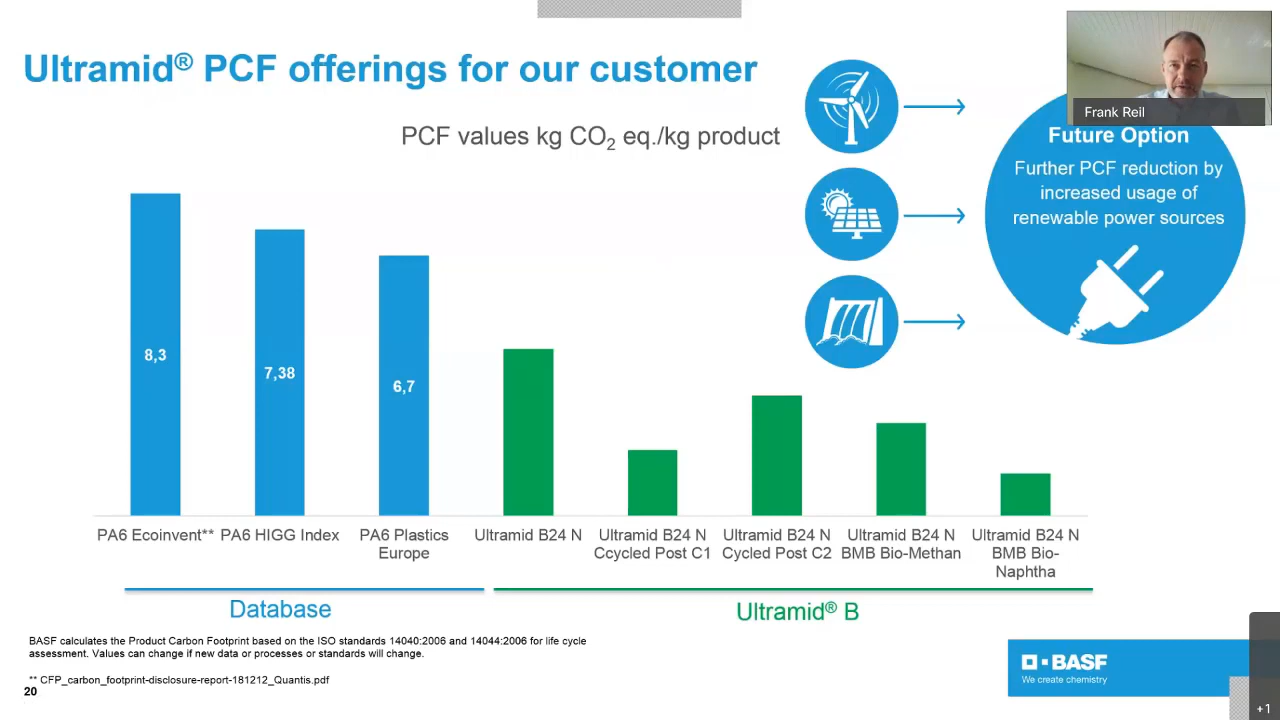 Ultramid® PCF offerings for our customer
Frank Reil
PCF values kg CO₂ eq./kg product
Future Option
Further PCF reduction by
increased usage of
renewable power sources
8,3
7,38
6,7
PA6 Ecoinvent**
PA6 HIGG Index
PA6 Plastics
Europe
Ultramid B24 N
Ultramid B24 N
Ccycled Post C1
Ultramid B24 N
Cycled Post C2
Ultramid B24 N
BMB Bio-Methan
Ultramid B24 N
BMB Bio-
Naphtha
Database
Ultramid® B
BASF calculates the Product Carbon Footprint based on the ISO standards 14040:2006 and 14044:2006 for life cycle
assessment. Values can change if new data or processes or standards will change.
** CFP_carbon_footprint-disclosure-report-181212_Quantis.pdf
20
BASF
We create chemistry
+1